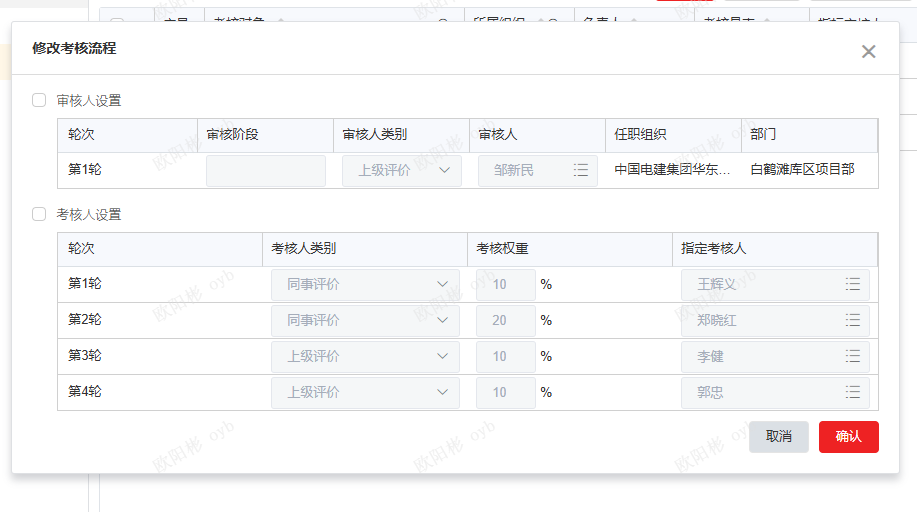 修改考核流程
审核人设置
轮次 审核阶段 审核人类别 审核人 任职组织 部门
第1轮 上级评价 邹新民 中国电建集团华东... 白鹤滩库区项目部
考核人设置
轮次 考核人类别 考核权重 指定考核人
第1轮 同事评价 10 % 王辉义
第2轮 同事评价 20 % 郑晓红
第3轮 上级评价 10 % 李健
第4轮 上级评价 10 % 郭忠
取消 确认
欧阳彬 oyb